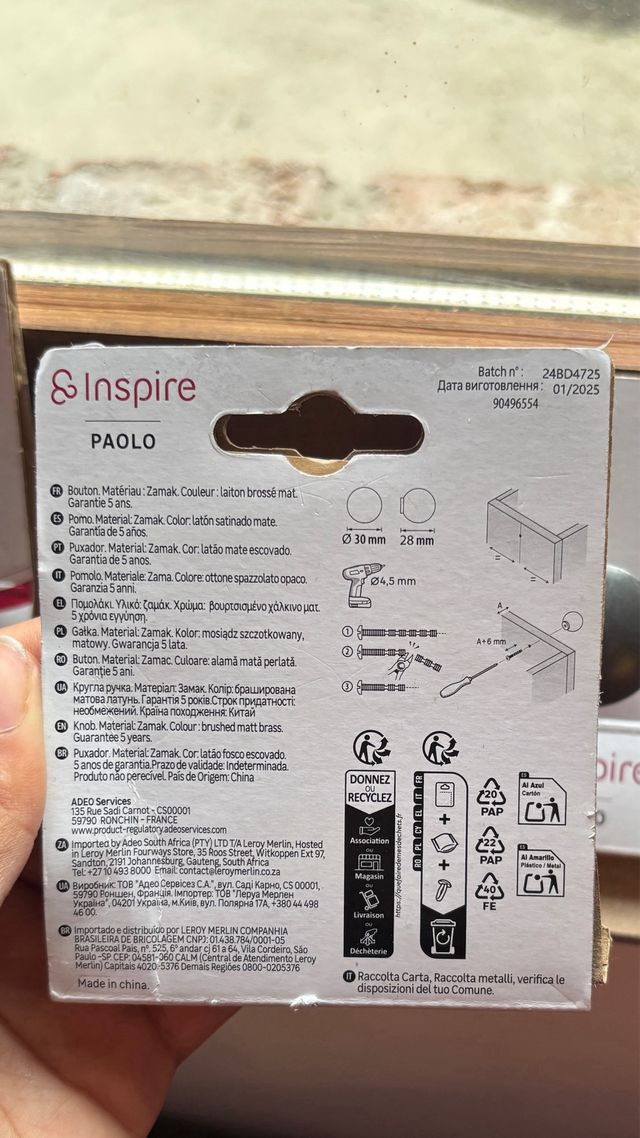 Inspire
PAOLO
Batch n°: 24BD4725
Дата виготовлення: 01/2025
90496554
FR Bouton. Matériau : Zamak. Couleur : laiton brossé mat.
Garantie 5 ans.
ES Pomo. Material: Zamak. Color: latón satinado mate.
Garantía de 5 años.
PT Puxador. Material: Zamak. Cor: latão mate escovado.
Garantia de 5 anos.
IT Pomolo. Materiale: Zama. Colore: ottone spazzolato opaco.
Garanzia 5 anni.
EL Πομολάκι. Υλικό: ζαμάκ. Χρώμα: βουρτσισμένο χάλκινο ματ.
5 χρόνια εγγύηση.
PL Gałka. Materiał: Zamak. Kolor: mosiądz szczotkowany,
matowy. Gwarancja 5 lata.
RO Buton. Material: Zamac. Culoare: alamă mată perlată.
Garanție 5 ani.
UA Кругла ручка. Матеріал: Замак. Колір: браширована
матова латунь. Гарантія 5 років.Строк придатності:
необмежений. Країна походження: Китай
EN Knob. Material: Zamak. Colour : brushed matt brass.
Guarantee 5 years.
BR Puxador. Material: Zamak. Cor: latão fosco escovado.
5 anos de garantia.Prazo de validade: Indeterminada.
Produto não perecível. País de Origem: China
ADEO Services
135 Rue Sadi Carnot - CS00001
59790 RONCHIN - FRANCE
www.product-regulatory.adeoservices.com
ZA Imported by Adeo South Africa (PTY) LTD T/A Leroy Merlin, Hosted
in Leroy Merlin Fourways Store, 35 Roos Street, Witkoppen Ext 97,
Sandton, 2191 Johannesburg, Gauteng, South Africa
Tel: +27 10 493 8000 Email: contact@leroymerlin.co.za
UA Виробник: ТОВ "Адео Сервісез С.А.", вул. Саді Карно, CS 00001,
59790 Роншен, Франція. Імпортер: ТОВ "Леруа Мерлен
Україна", 04201 Україна, м.Київ, вул. Полярна 17А, +380 44 498
46 00.
BR Importado e distribuído por LEROY MERLIN COMPANHIA
BRASILEIRA DE BRICOLAGEM CNPJ: 01.438.784/0001-05
Rua Pascoal Pais, n°. 525, 6° andar cj 61 a 64, Vila Cordeiro, São
Paulo -SP. CEP: 04581-060 CALM (Central de Atendimento Leroy
Merlin) Capitais 4020-5376 Demais Regiões 0800-0205376
Made in china.
Ø 30 mm 28 mm
Ø4,5 mm
1
2
3
= =
A
A+6 mm
DONNEZ
OU
RECYCLEZ
Association
OU
Magasin
OU
Livraison
OU
Déchèterie
https://quefairedemesdechets.fr
RO | PL | CY | EL | IT | FR
+
+
20
PAP
22
PAP
40
FE
ES
Al Azul
Cartón
ES
Al Amarillo
Plástico / Metal
IT Raccolta Carta, Raccolta metalli, verifica le
disposizioni del tuo Comune.
pire